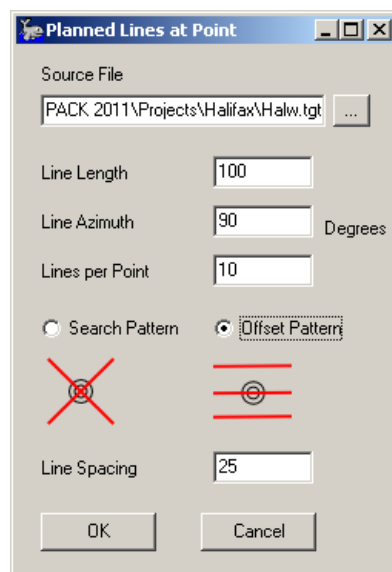 Planned Lines at Point
Source File
PACK 2011\Projects\Halifax\Halw.tgt
...
Line Length 100
Line Azimuth 90 Degrees
Lines per Point 10
Search Pattern Offset Pattern
Line Spacing 25
OK Cancel